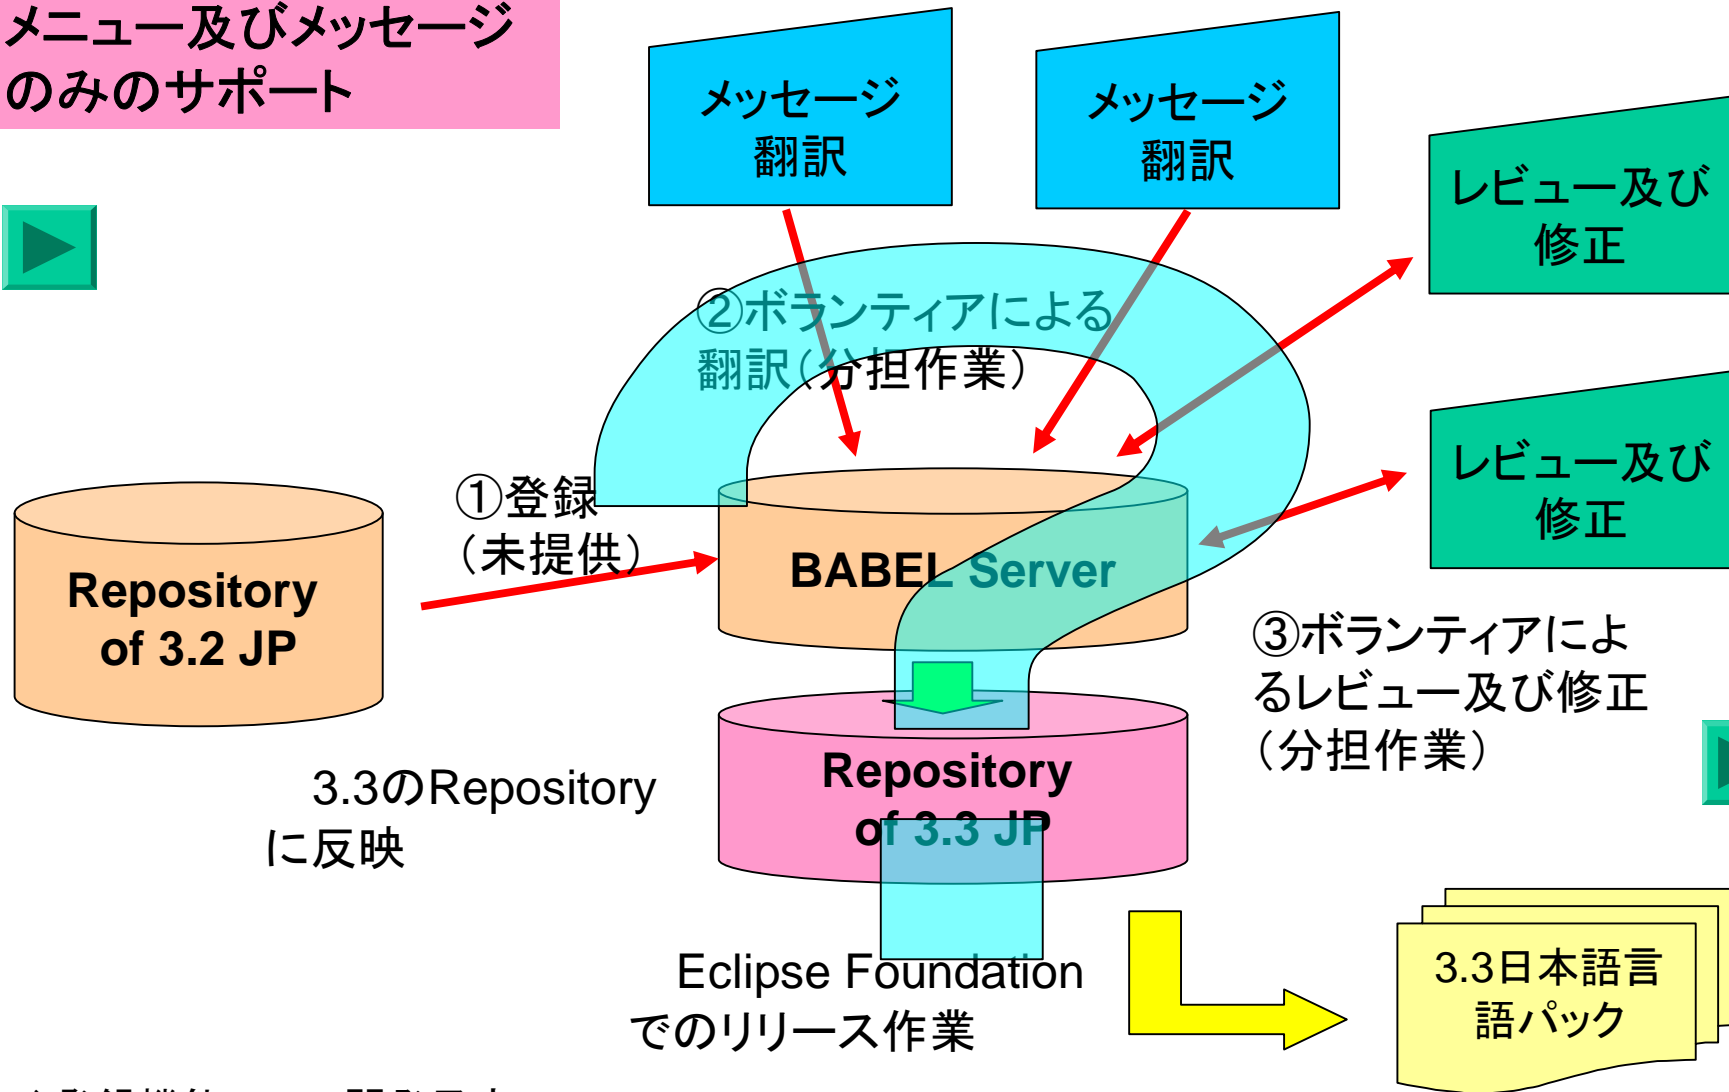 メニュー及びメッセージ
のみのサポート
メッセージ
翻訳
メッセージ
翻訳
レビュー及び
修正
②ボランティアによる
翻訳（分担作業）
レビュー及び
修正
①登録
（未提供）
Repository
of 3.2 JP
BABEL Server
③ボランティアによ
るレビュー及び修正
（分担作業）
3.3のRepository
に反映
Repository
of 3.3 JP
Eclipse Foundation
でのリリース作業
3.3日本語言
語パック